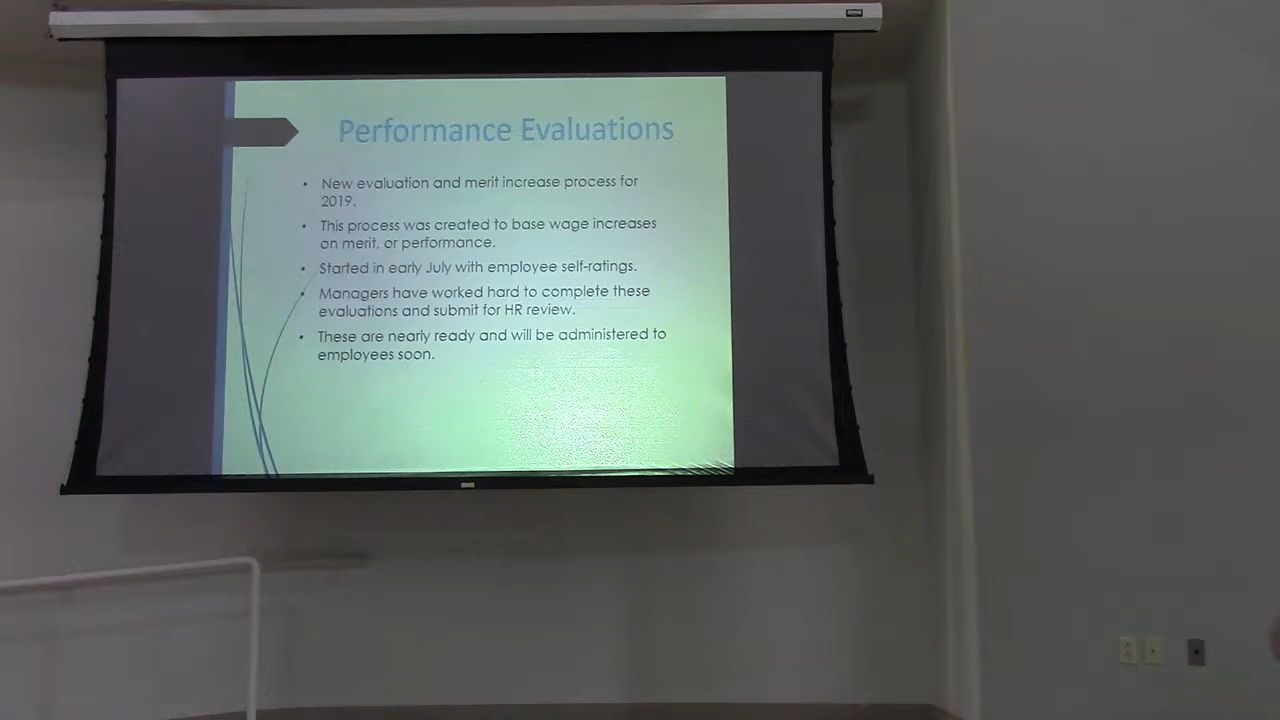 Performance Evaluations
• New evaluation and merit increase process for
2019.
• This process was created to base wage increases
on merit, or performance.
• Started in early July with employee self-ratings.
• Managers have worked hard to complete these
evaluations and submit for HR review.
• These are nearly ready and will be administered to
employees soon.